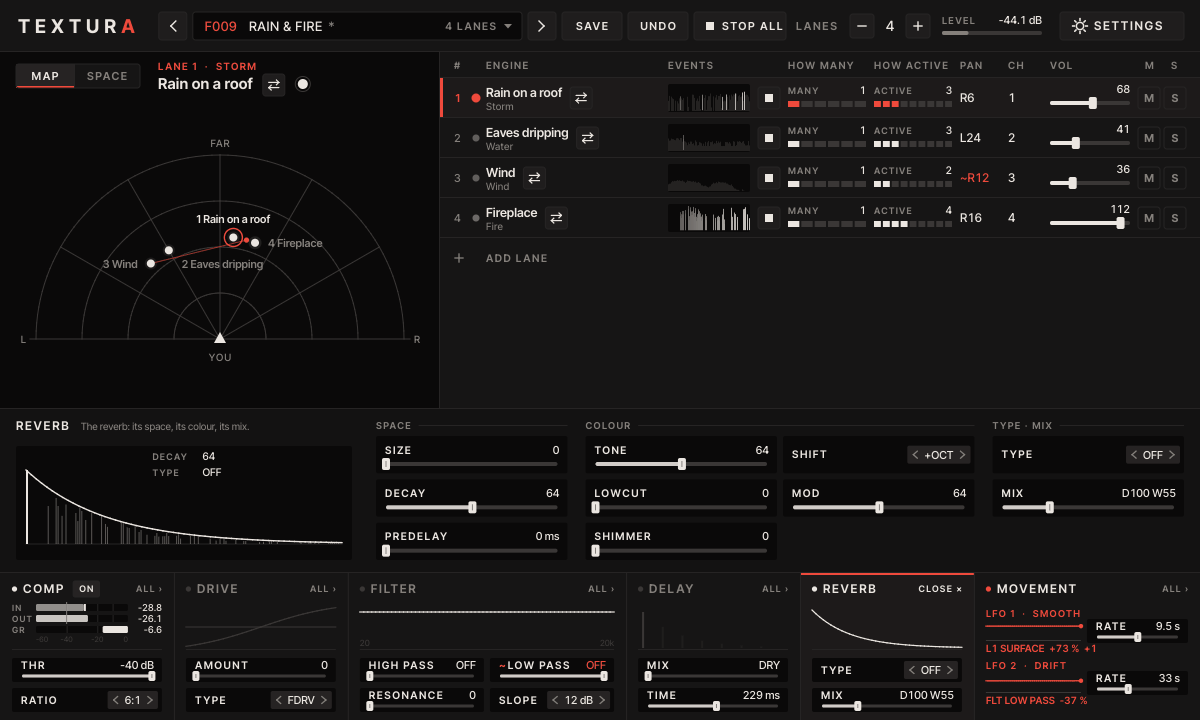 TEXTURA
F009 RAIN & FIRE * 4 LANES
SAVE
UNDO
STOP ALL
LANES
4
LEVEL -44.1 dB
SETTINGS
MAP SPACE
LANE 1 · STORM
Rain on a roof
FAR
1 Rain on a roof
4 Fireplace
3 Wind
2 Eaves dripping
L
R
YOU
# ENGINE EVENTS HOW MANY HOW ACTIVE PAN CH VOL M S
1 Rain on a roof Storm MANY 1 ACTIVE 3 R6 1 68 M S
2 Eaves dripping Water MANY 1 ACTIVE 3 L24 2 41 M S
3 Wind Wind MANY 1 ACTIVE 2 ~R12 3 36 M S
4 Fireplace Fire MANY 1 ACTIVE 4 R16 4 112 M S
+ ADD LANE
REVERB The reverb: its space, its colour, its mix.
DECAY 64
TYPE OFF
SPACE
SIZE 0
DECAY 64
PREDELAY 0 ms
COLOUR
TONE 64
SHIFT < +OCT >
LOWCUT 0
MOD 64
SHIMMER 0
TYPE · MIX
TYPE < OFF >
MIX D100 W55
COMP ON ALL ›
IN -28.8
OUT -26.1
GR -6.6
-60 -40 -20 0
THR -40 dB
RATIO < 6:1 >
DRIVE ALL ›
AMOUNT 0
TYPE < FDRV >
FILTER ALL ›
20 20k
HIGH PASS OFF
~LOW PASS OFF
RESONANCE 0
SLOPE < 12 dB >
DELAY ALL ›
MIX DRY
TIME 229 ms
REVERB CLOSE ×
TYPE < OFF >
MIX D100 W55
MOVEMENT ALL ›
LFO 1 · SMOOTH
RATE 9.5 s
L1 SURFACE +73 % +1
LFO 2 · DRIFT
RATE 33 s
FLT LOW PASS -37 %